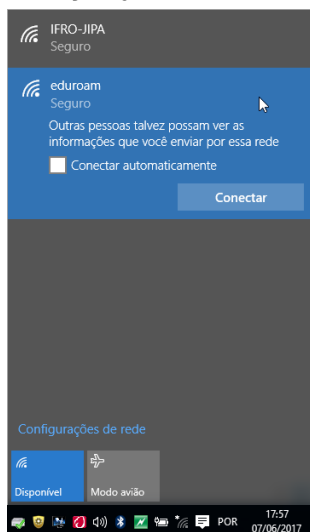 IFRO-JIPA
Seguro
eduroam
Seguro
Outras pessoas talvez possam ver as
informações que você enviar por essa rede
Conectar automaticamente
Conectar
Configurações de rede
Disponível
Modo avião
POR
17:57
07/06/2017